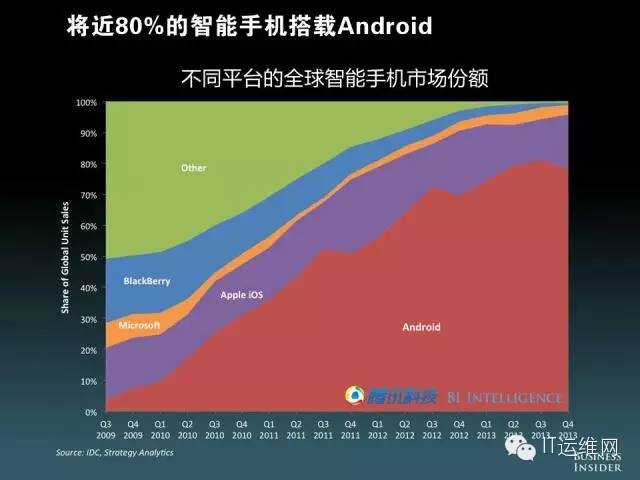 将近80%的智能手机搭载Android
不同平台的全球智能手机市场份额
Share of Global Unit Sales
100%
90%
80%
70%
60%
50%
40%
30%
20%
10%
0%
Other
BlackBerry
Microsoft
Apple iOS
Android
腾讯科技 BI INTELLIGENCE
Q3 Q4 Q1 Q2 Q3 Q4 Q1 Q2 Q3 Q4 Q1 Q2 Q3 Q4 Q1 Q2 Q3 Q4
2009 2009 2010 2010 2010 2010 2011 2011 2011 2011 2012 2012 2012 2012 2013 2013 2013 2013
Source: IDC, Strategy Analytics
IT运维网
BUSINESS
INSIDER